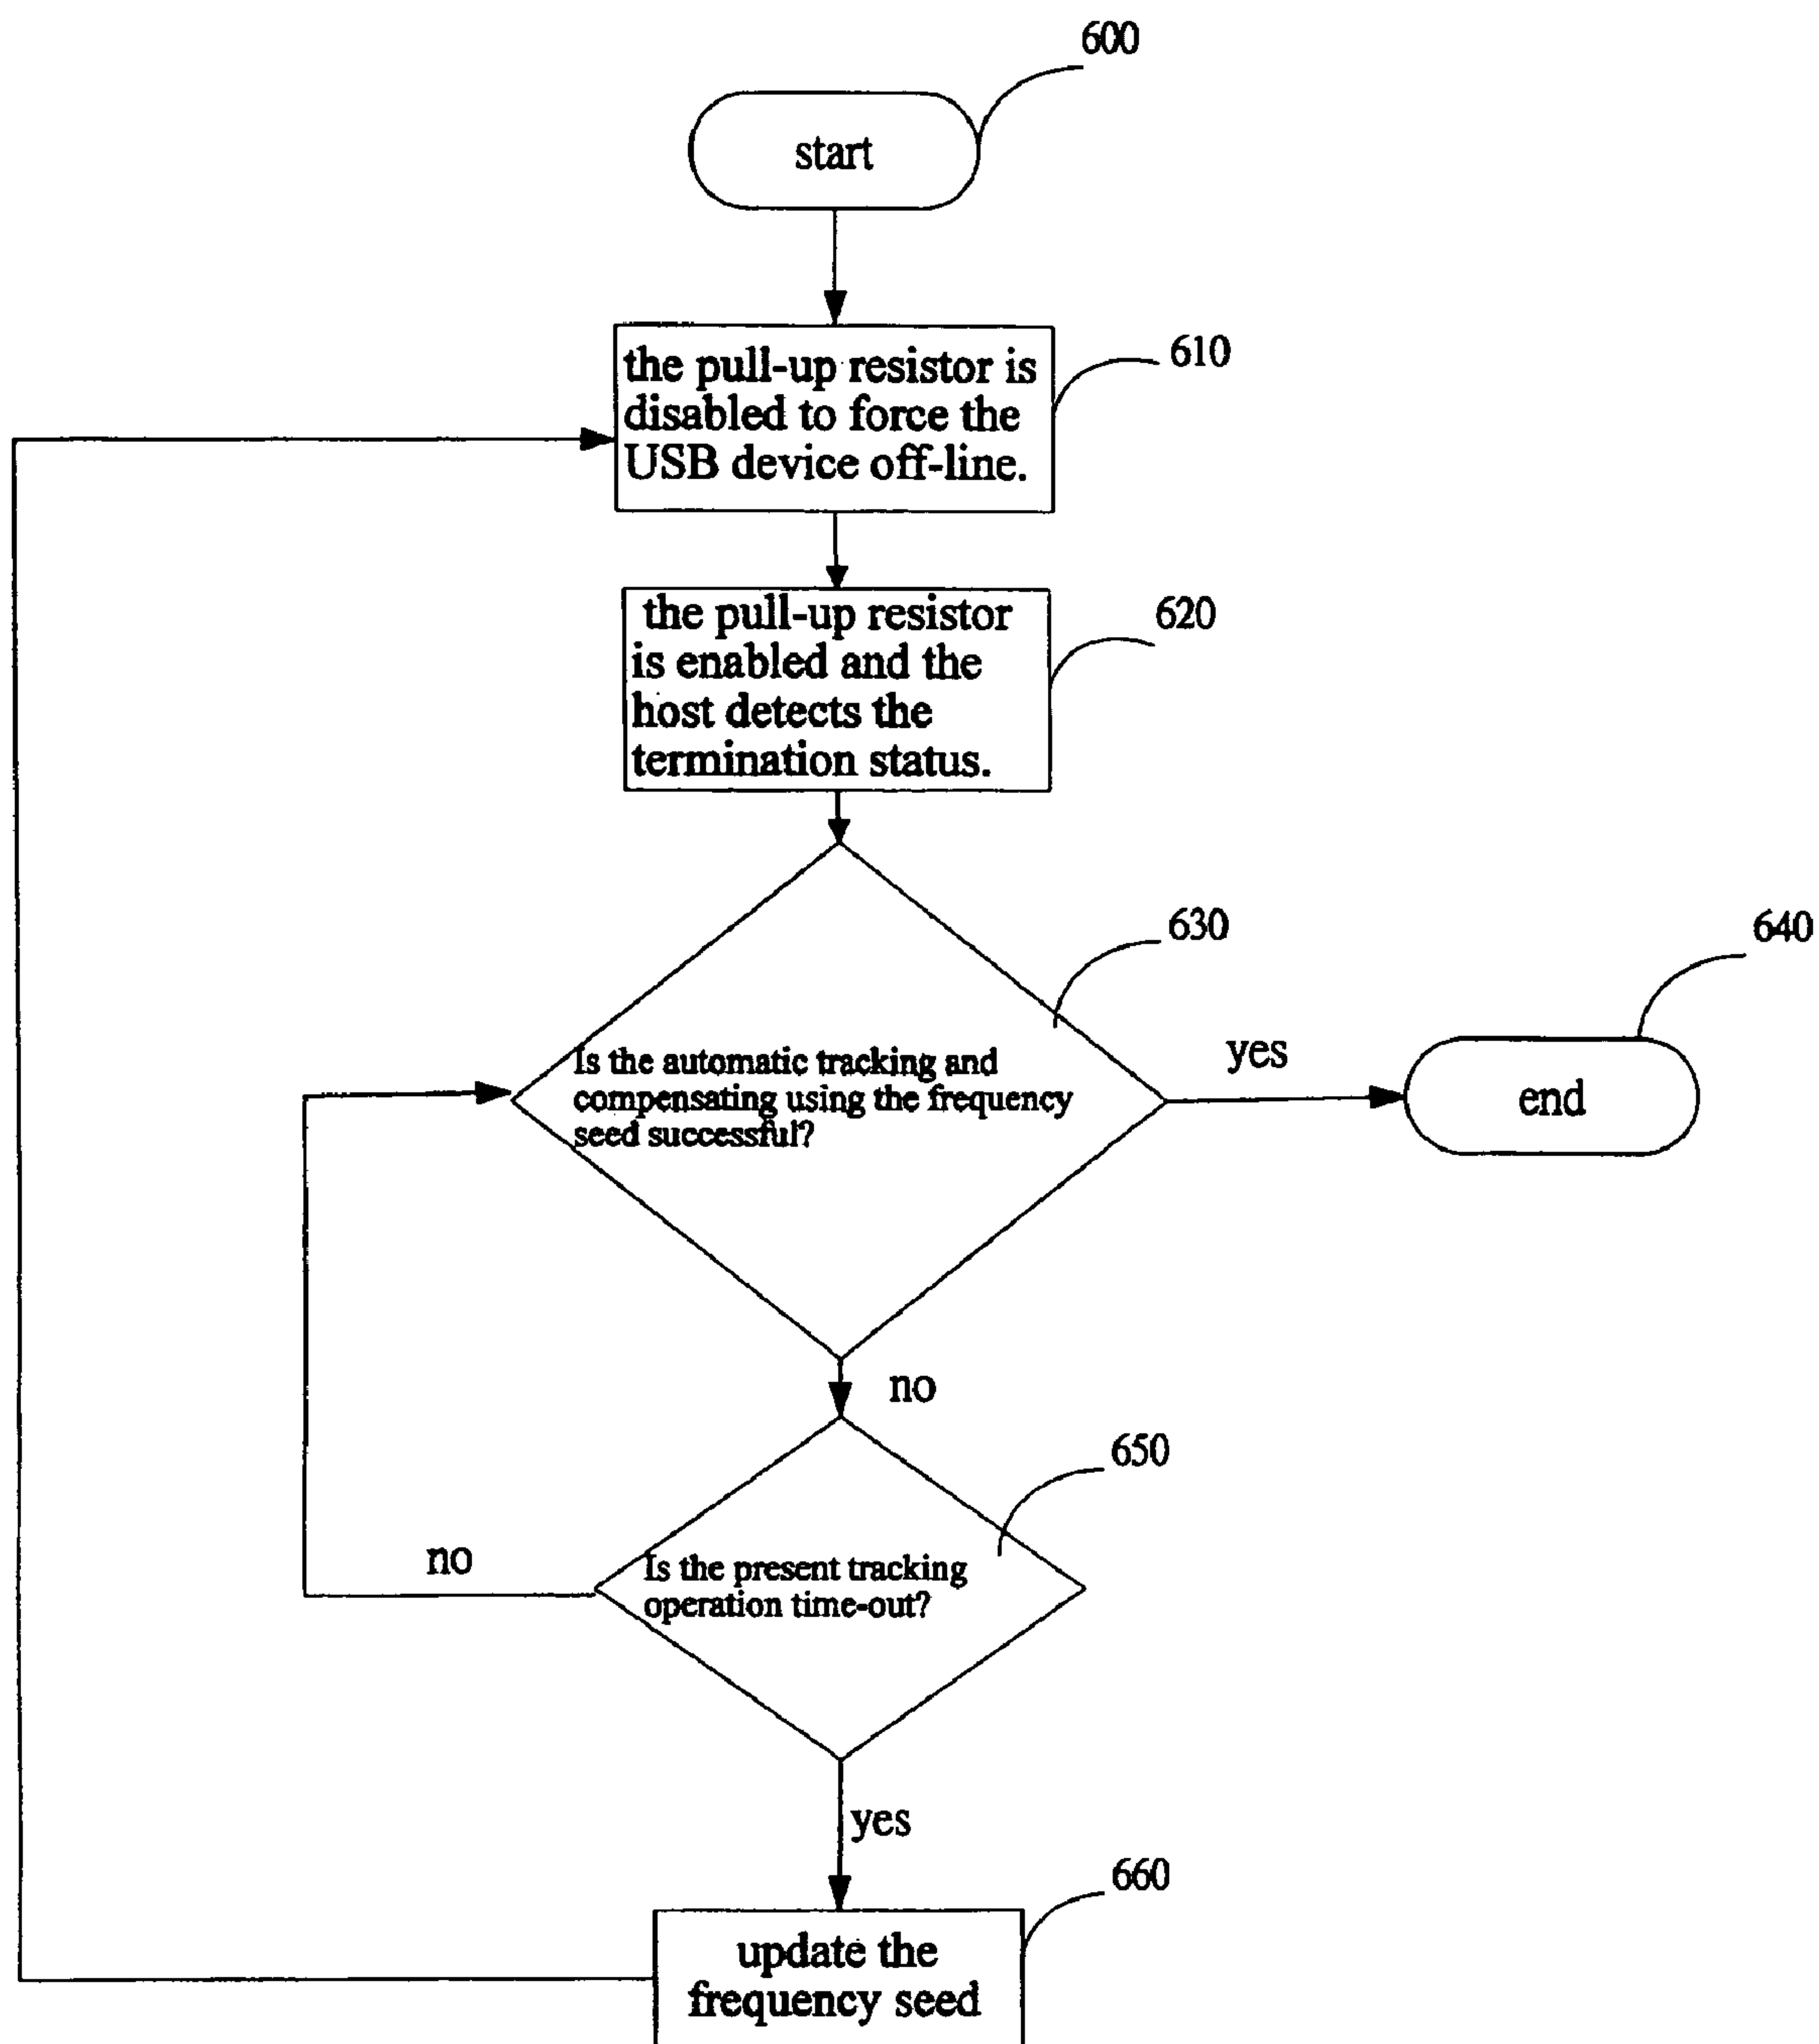 600
start
the pull-up resistor is
disabled to force the
USB device off-line.
610
the pull-up resistor
is enabled and the
host detects the
termination status.
620
630
Is the automatic tracking and
compensating using the frequency
seed successful?
yes
640
end
no
650
Is the present tracking
operation time-out?
no
yes
660
update the
frequency seed